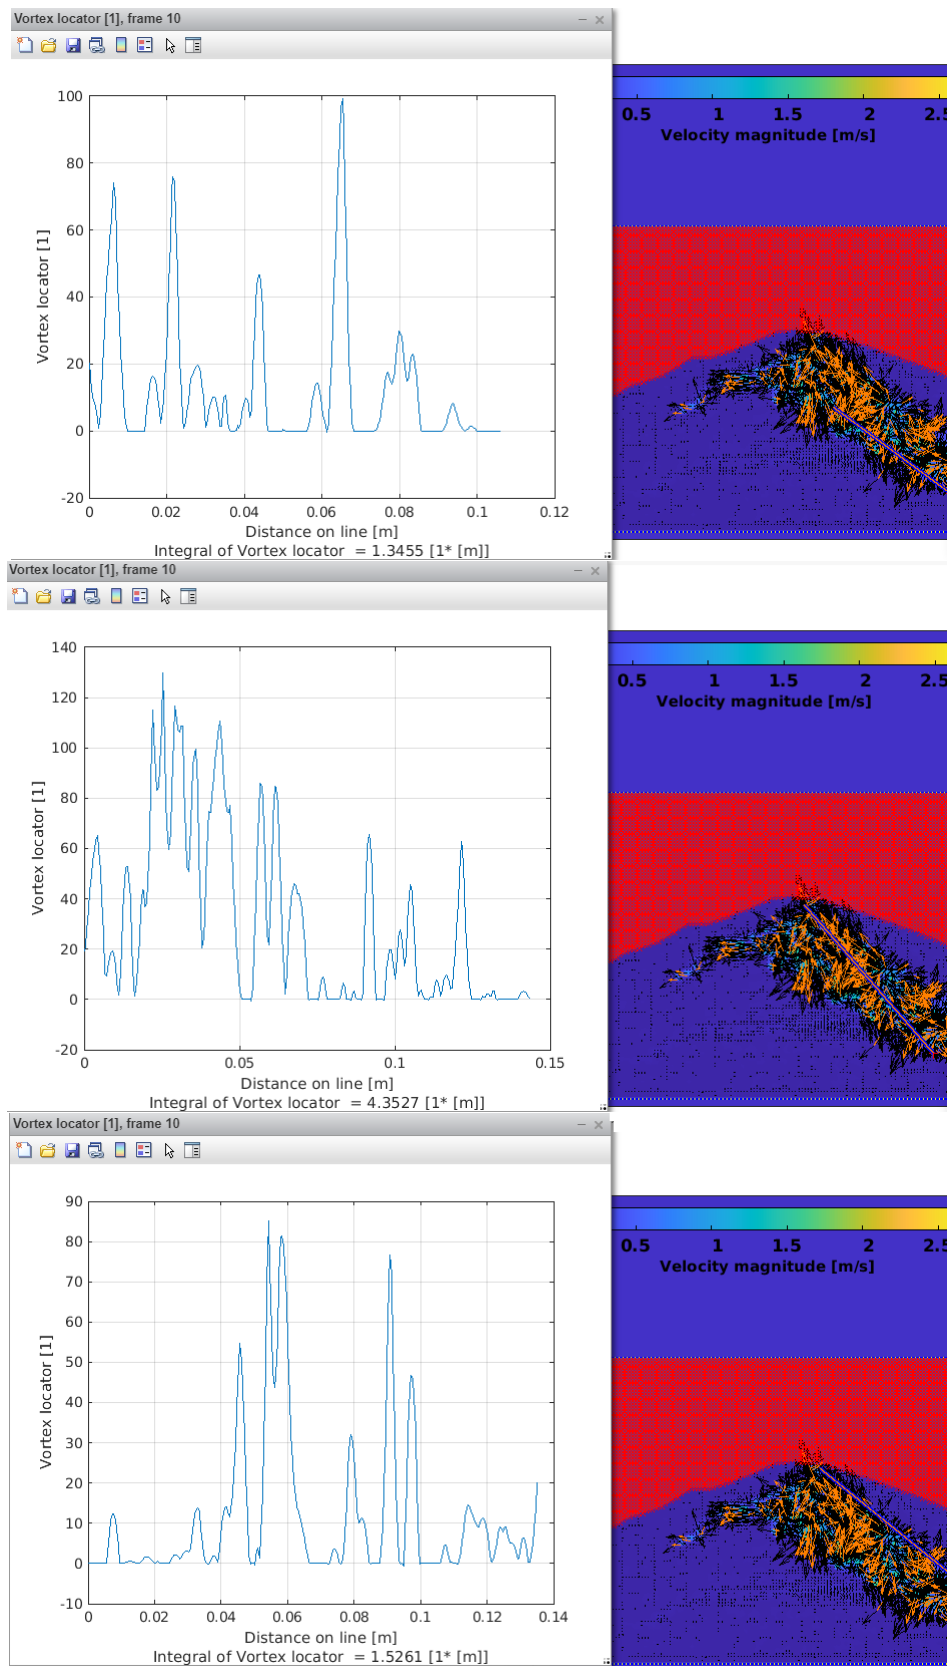 Vortex locator [1], frame 10
100
80
60
40
20
0
-20
Vortex locator [1]
0 0.02 0.04 0.06 0.08 0.1 0.12
Distance on line [m]
Integral of Vortex locator = 1.3455 [1* [m]]
0.5 1 1.5 2 2.5
Velocity magnitude [m/s]
Vortex locator [1], frame 10
140
120
100
80
60
40
20
0
-20
Vortex locator [1]
0 0.05 0.1 0.15
Distance on line [m]
Integral of Vortex locator = 4.3527 [1* [m]]
0.5 1 1.5 2 2.5
Velocity magnitude [m/s]
Vortex locator [1], frame 10
90
80
70
60
50
40
30
20
10
0
-10
Vortex locator [1]
0 0.02 0.04 0.06 0.08 0.1 0.12 0.14
Distance on line [m]
Integral of Vortex locator = 1.5261 [1* [m]]
0.5 1 1.5 2 2.5
Velocity magnitude [m/s]